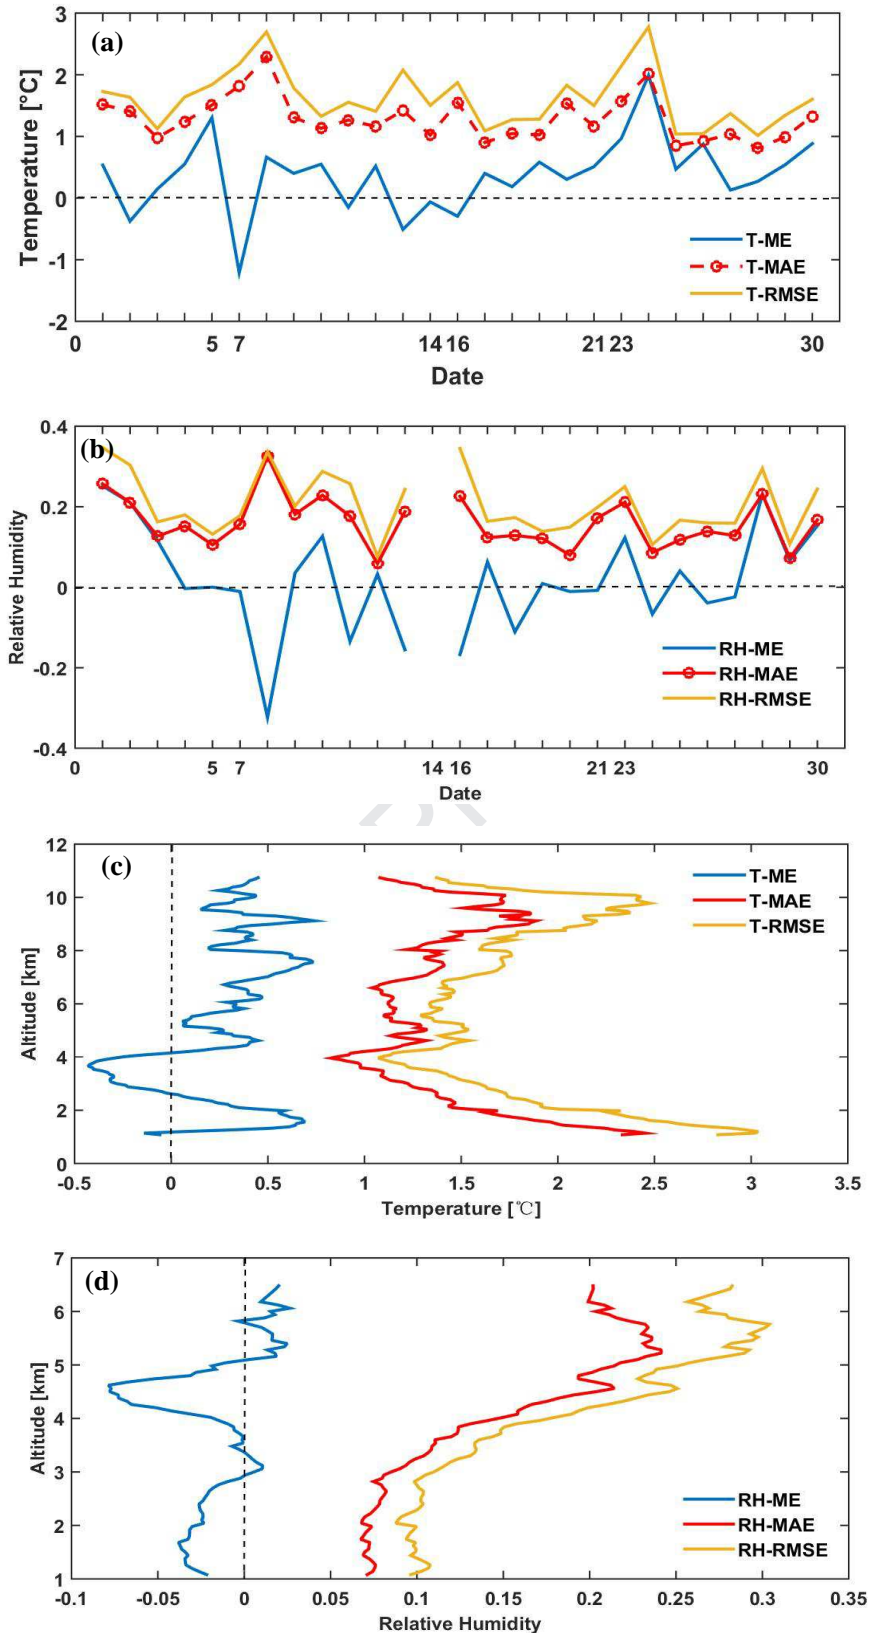 (a)
3
2
1
0
-1
-2
Temperature [°C]
T-ME
T-MAE
T-RMSE
0 5 7 14 16 21 23 30
Date
(b)
0.4
0.2
0
-0.2
-0.4
Relative Humidity
RH-ME
RH-MAE
RH-RMSE
0 5 7 14 16 21 23 30
Date
(c)
12
10
8
6
4
2
0
Altitude [km]
T-ME
T-MAE
T-RMSE
-0.5 0 0.5 1 1.5 2 2.5 3 3.5
Temperature [℃]
(d)
7
6
5
4
3
2
1
Altitude [km]
RH-ME
RH-MAE
RH-RMSE
-0.1 -0.05 0 0.05 0.1 0.15 0.2 0.25 0.3 0.35
Relative Humidity